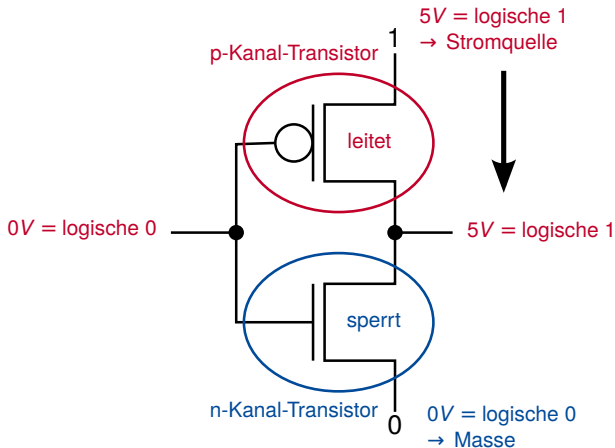 5V = logische 1
→ Stromquelle
1
p-Kanal-Transistor
leitet
0V = logische 0
5V = logische 1
sperrt
n-Kanal-Transistor
0
0V = logische 0
→ Masse